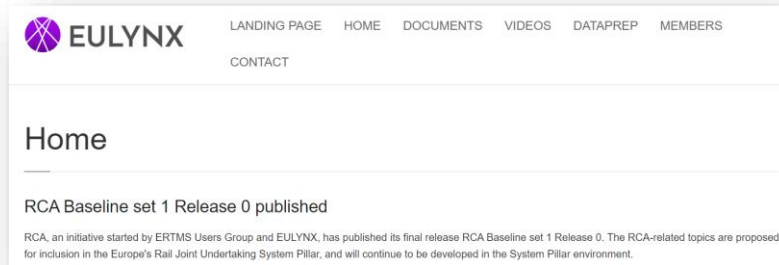 EULYNX
LANDING PAGE HOME DOCUMENTS VIDEOS DATAPREP MEMBERS
CONTACT
Home
RCA Baseline set 1 Release 0 published
RCA, an initiative started by ERTMS Users Group and EULYNX, has published its final release RCA Baseline set 1 Release 0. The RCA-related topics are proposed
for inclusion in the Europe's Rail Joint Undertaking System Pillar, and will continue to be developed in the System Pillar environment.